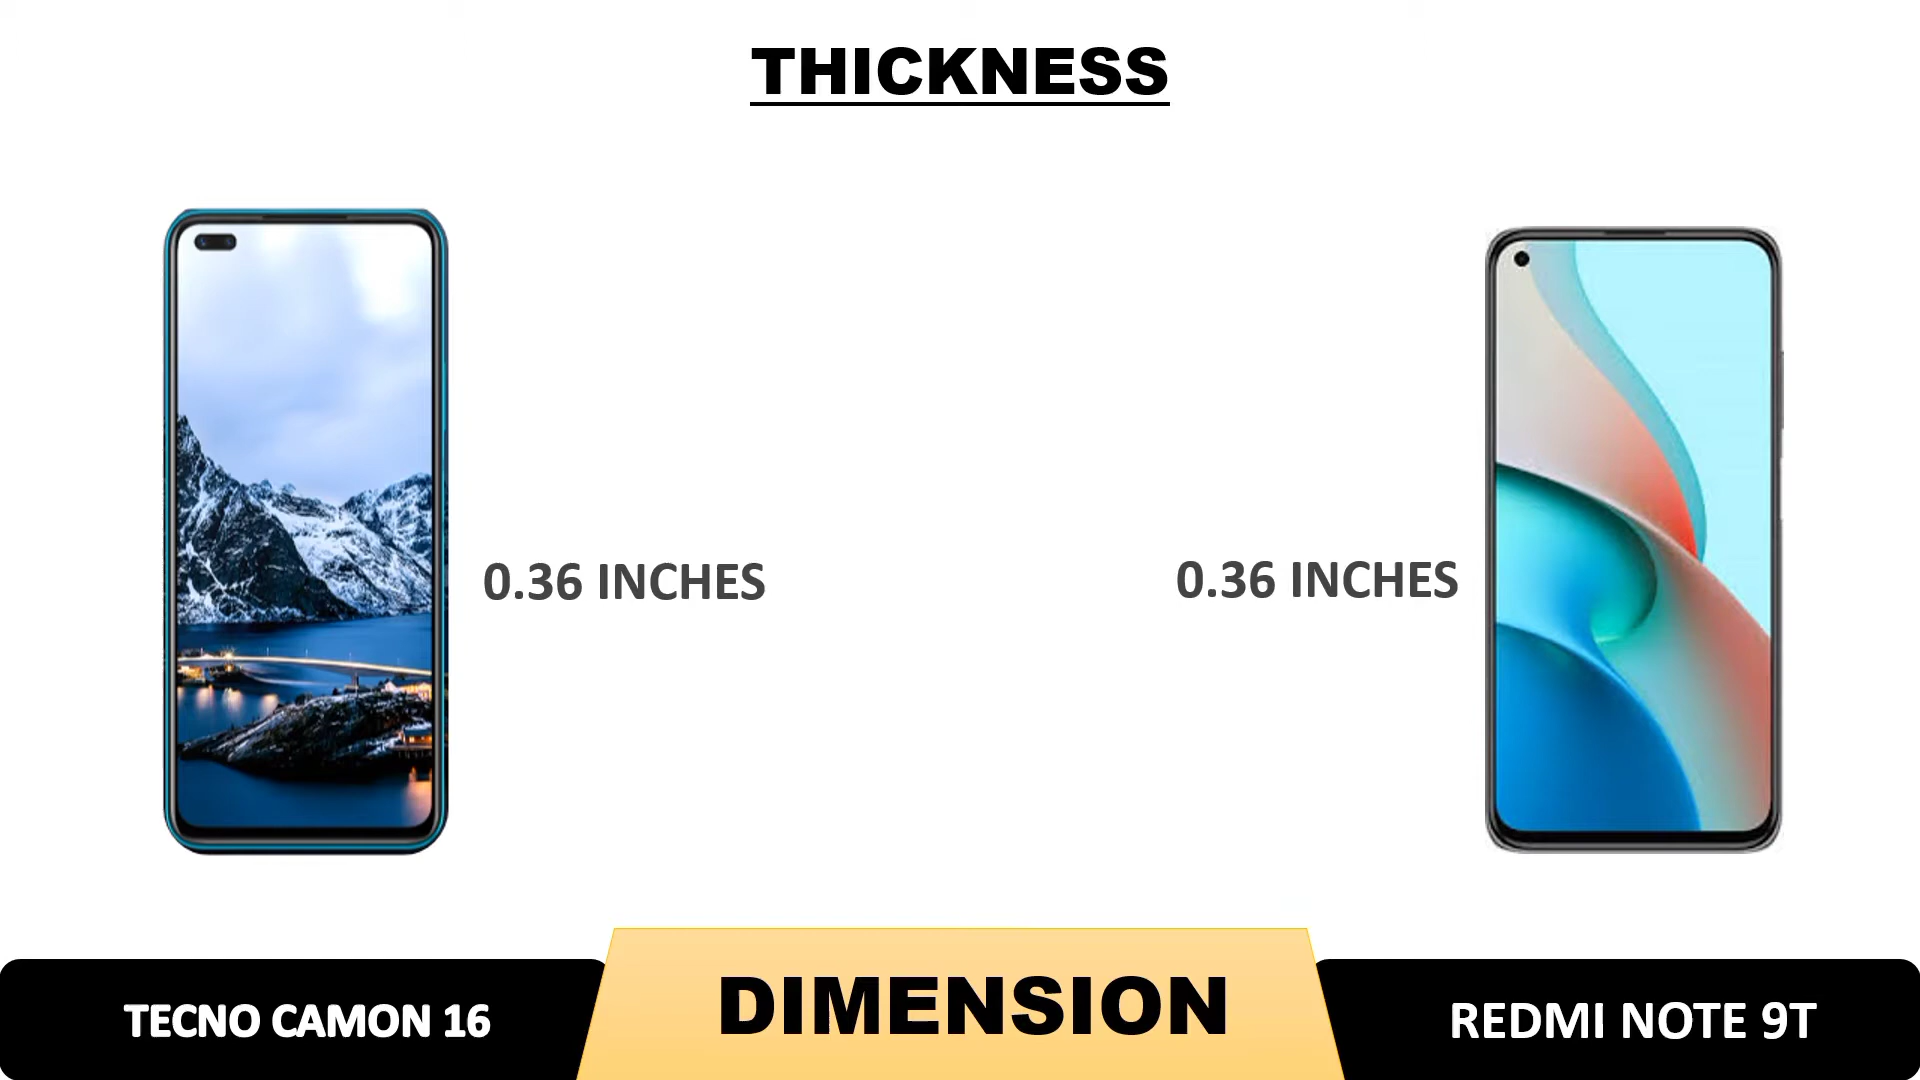 THICKNESS
0.36 INCHES
0.36 INCHES
TECNO CAMON 16
DIMENSION
REDMI NOTE 9T